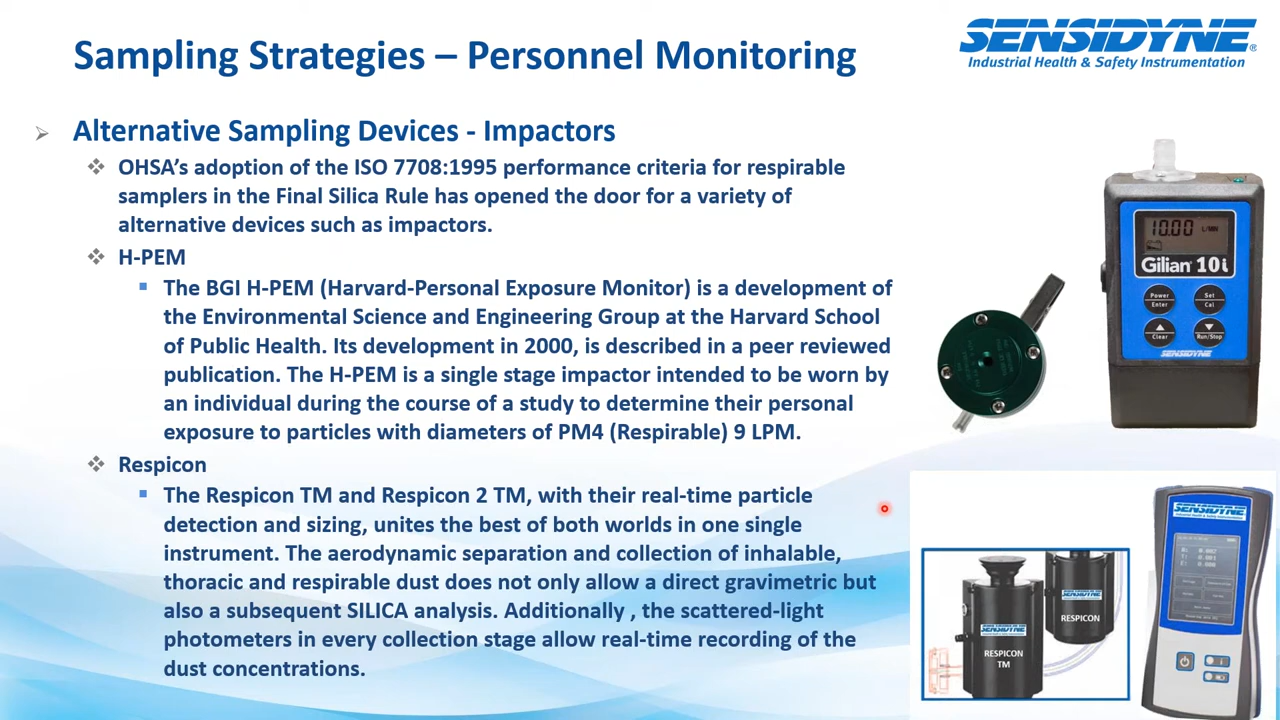 Sampling Strategies – Personnel Monitoring
SENSIDYNE®
Industrial Health & Safety Instrumentation
Alternative Sampling Devices - Impactors
OHSA's adoption of the ISO 7708:1995 performance criteria for respirable
samplers in the Final Silica Rule has opened the door for a variety of
alternative devices such as impactors.
H-PEM
The BGI H-PEM (Harvard-Personal Exposure Monitor) is a development of
the Environmental Science and Engineering Group at the Harvard School
of Public Health. Its development in 2000, is described in a peer reviewed
publication. The H-PEM is a single stage impactor intended to be worn by
an individual during the course of a study to determine their personal
exposure to particles with diameters of PM4 (Respirable) 9 LPM.
Respicon
The Respicon TM and Respicon 2 TM, with their real-time particle
detection and sizing, unites the best of both worlds in one single
instrument. The aerodynamic separation and collection of inhalable,
thoracic and respirable dust does not only allow a direct gravimetric but
also a subsequent SILICA analysis. Additionally , the scattered-light
photometers in every collection stage allow real-time recording of the
dust concentrations.
10.00 L/MIN
Gilian® 10i
Power
Enter
Set
Cal
Clear
Run/Stop
SENSIDYNE
SENSIDYNE
RESPICON
SENSIDYNE
RESPICON
TM
SENSIDYNE
Industrial Health & Safety Instrumentation